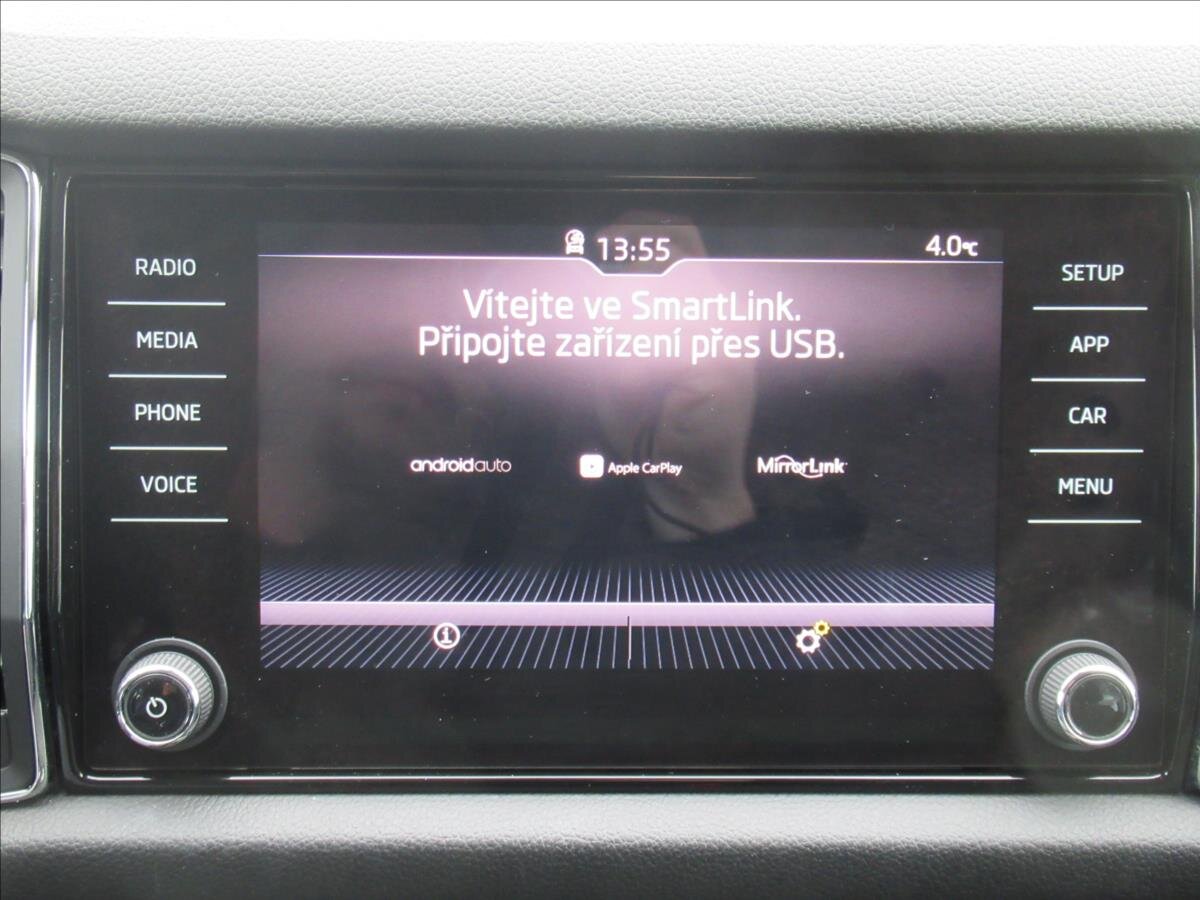 13:55
4.0°C
RADIO
MEDIA
PHONE
VOICE
Vítejte ve SmartLink.
Připojte zařízení přes USB.
androidauto
Apple CarPlay
MirrorLink
SETUP
APP
CAR
MENU